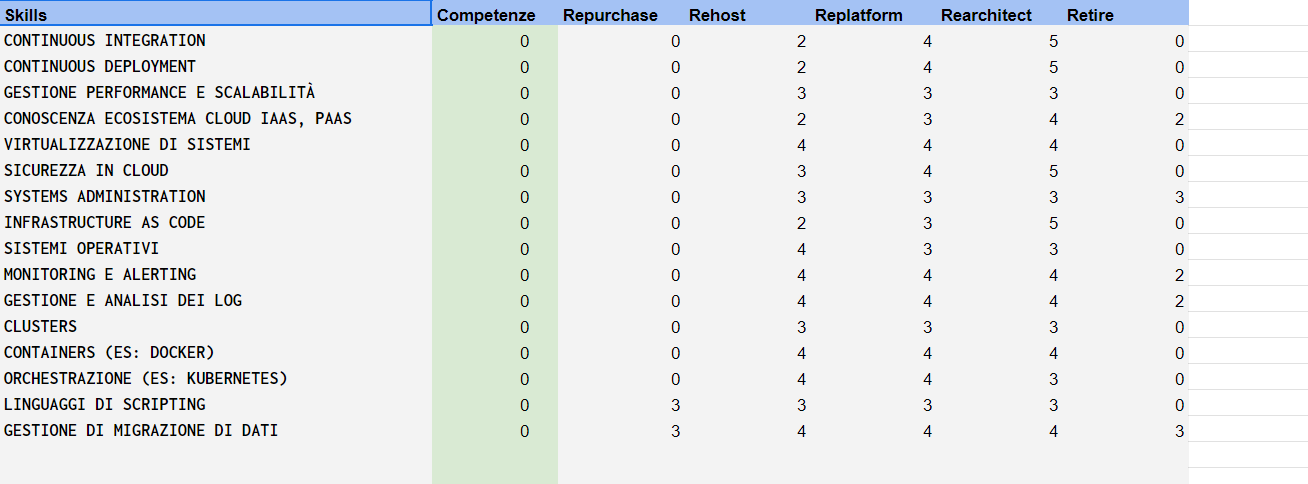 Skills Competenze Repurchase Rehost Replatform Rearchitect Retire
CONTINUOUS INTEGRATION 0 0 2 4 5 0
CONTINUOUS DEPLOYMENT 0 0 2 4 5 0
GESTIONE PERFORMANCE E SCALABILITÀ 0 0 3 3 3 0
CONOSCENZA ECOSISTEMA CLOUD IAAS, PAAS 0 0 2 3 4 2
VIRTUALIZZAZIONE DI SISTEMI 0 0 4 4 4 0
SICUREZZA IN CLOUD 0 0 3 4 5 0
SYSTEMS ADMINISTRATION 0 0 3 3 3 3
INFRASTRUCTURE AS CODE 0 0 2 3 5 0
SISTEMI OPERATIVI 0 0 4 3 3 0
MONITORING E ALERTING 0 0 4 4 4 2
GESTIONE E ANALISI DEI LOG 0 0 4 4 4 2
CLUSTERS 0 0 3 3 3 0
CONTAINERS (ES: DOCKER) 0 0 4 4 4 0
ORCHESTRAZIONE (ES: KUBERNETES) 0 0 4 4 3 0
LINGUAGGI DI SCRIPTING 0 3 3 3 3 0
GESTIONE DI MIGRAZIONE DI DATI 0 3 4 4 4 3